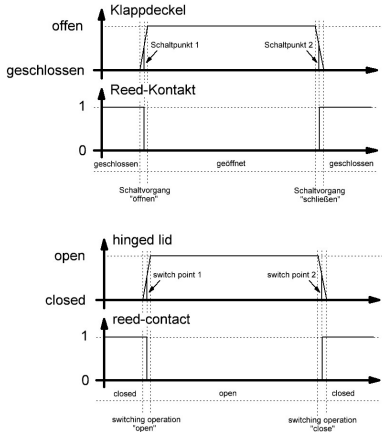 Klappdeckel
offen
Schaltpunkt 1
Schaltpunkt 2
geschlossen
Reed-Kontakt
1
0
geschlossen geöffnet geschlossen
Schaltvorgang "öffnen"
Schaltvorgang "schließen"
hinged lid
open
switch point 1
switch point 2
closed
reed-contact
1
0
closed open closed
switching operation "open"
switching operation "close"